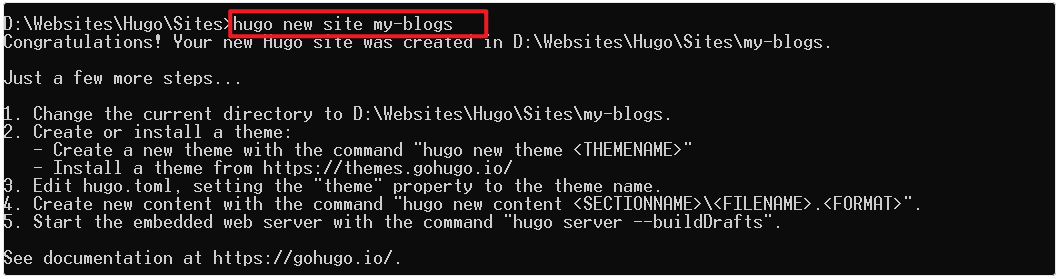 D:\Websites\Hugo\Sites>hugo new site my-blogs
Congratulations! Your new Hugo site was created in D:\Websites\Hugo\Sites\my-blogs.
Just a few more steps...
1. Change the current directory to D:\Websites\Hugo\Sites\my-blogs.
2. Create or install a theme:
- Create a new theme with the command "hugo new theme <THEMENAME>"
- Install a theme from https://themes.gohugo.io/
3. Edit hugo.toml, setting the "theme" property to the theme name.
4. Create new content with the command "hugo new content <SECTIONNAME>\<FILENAME>.<FORMAT>".
5. Start the embedded web server with the command "hugo server --buildDrafts".
See documentation at https://gohugo.io/.